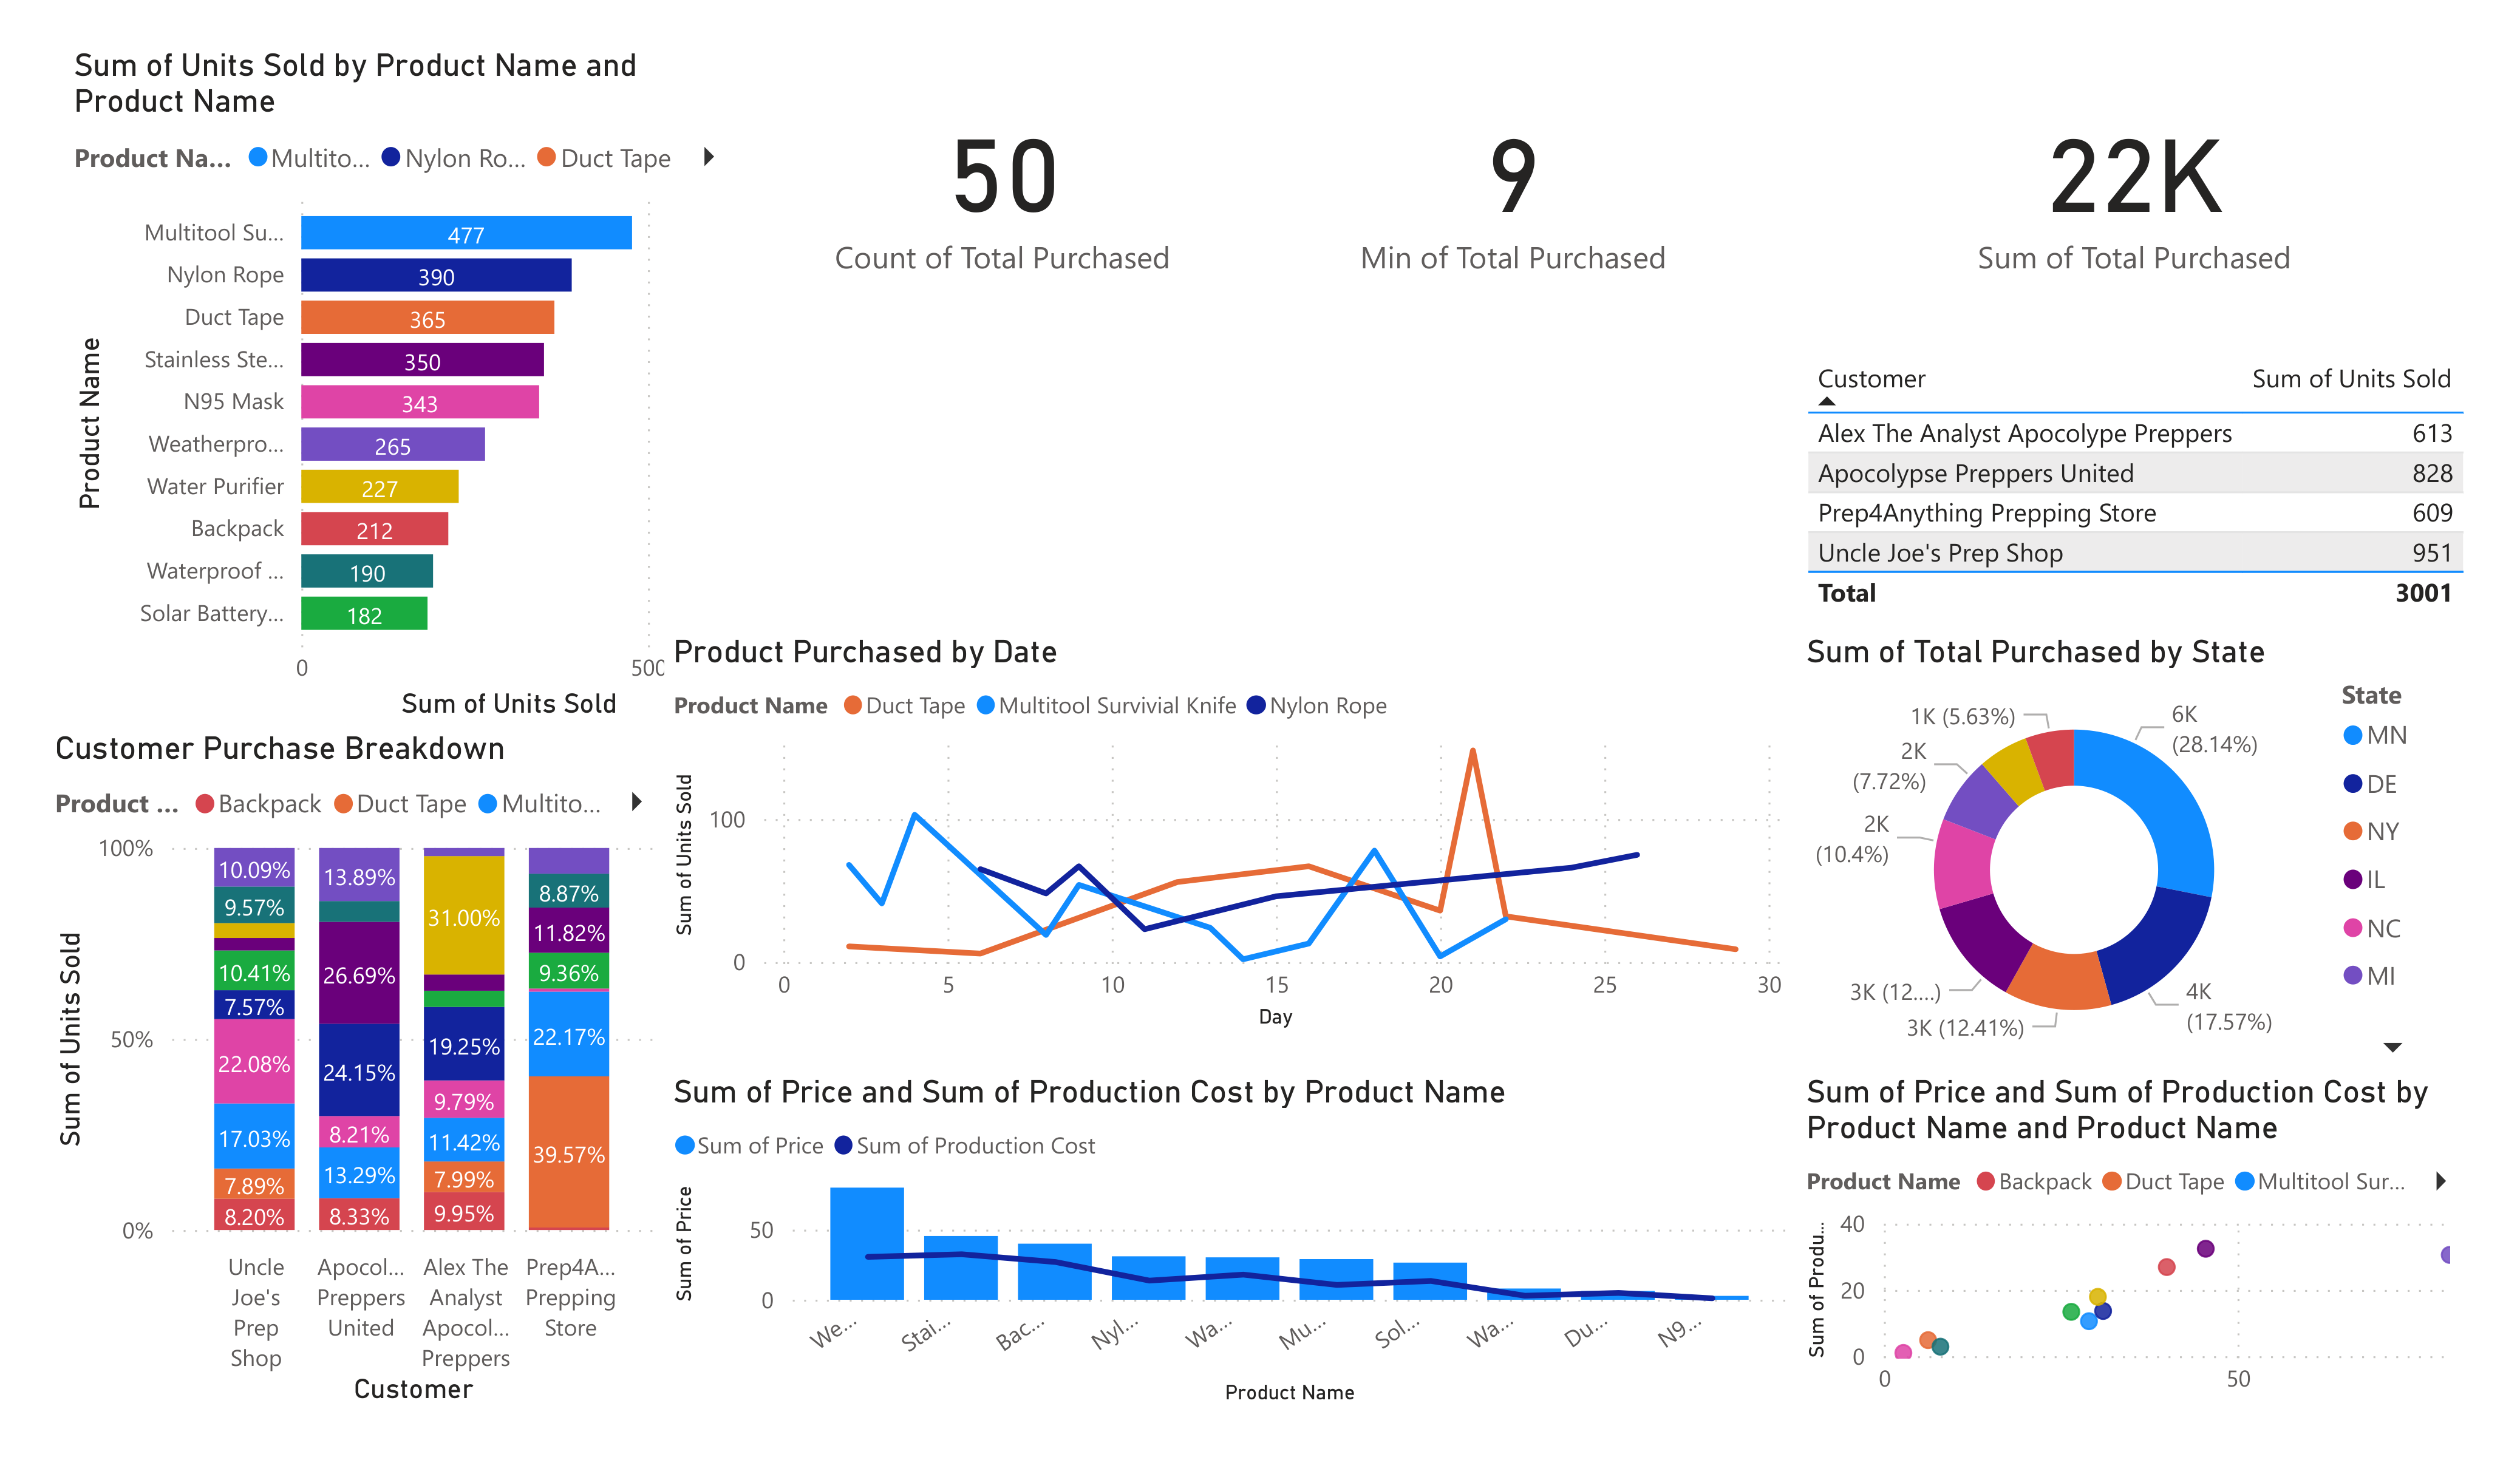 Sum of Units Sold by Product Name and
Product Name
Product Na... Multito... Nylon Ro... Duct Tape
Product Name
Multitool Su... 477
Nylon Rope 390
Duct Tape 365
Stainless Ste... 350
N95 Mask 343
Weatherpro... 265
Water Purifier 227
Backpack 212
Waterproof ... 190
Solar Battery... 182
0 500
Sum of Units Sold
50
Count of Total Purchased
9
Min of Total Purchased
22K
Sum of Total Purchased
Customer Sum of Units Sold
Alex The Analyst Apocolype Preppers 613
Apocolypse Preppers United 828
Prep4Anything Prepping Store 609
Uncle Joe's Prep Shop 951
Total 3001
Customer Purchase Breakdown
Product ... Backpack Duct Tape Multito...
Sum of Units Sold
100%
50%
0%
10.09%
9.57%
10.41%
7.57%
22.08%
17.03%
7.89%
8.20%
13.89%
26.69%
24.15%
8.21%
13.29%
8.33%
31.00%
19.25%
9.79%
11.42%
7.99%
9.95%
8.87%
11.82%
9.36%
22.17%
39.57%
Uncle
Joe's
Prep
Shop
Apocol...
Preppers
United
Alex The
Analyst
Apocol...
Preppers
Prep4A...
Prepping
Store
Customer
Product Purchased by Date
Product Name Duct Tape Multitool Survivial Knife Nylon Rope
Sum of Units Sold
100
0
0 5 10 15 20 25 30
Day
Sum of Total Purchased by State
1K (5.63%)
6K
(28.14%)
2K
(7.72%)
2K
(10.4%)
3K (12....)
3K (12.41%)
4K
(17.57%)
State
MN
DE
NY
IL
NC
MI
Sum of Price and Sum of Production Cost by Product Name
Sum of Price Sum of Production Cost
Sum of Price
50
0
We... Stai... Bac... Nyl... Wa... Mu... Sol... Wa... Du... N9...
Product Name
Sum of Price and Sum of Production Cost by
Product Name and Product Name
Product Name Backpack Duct Tape Multitool Sur...
Sum of Produ...
40
20
0
0 50